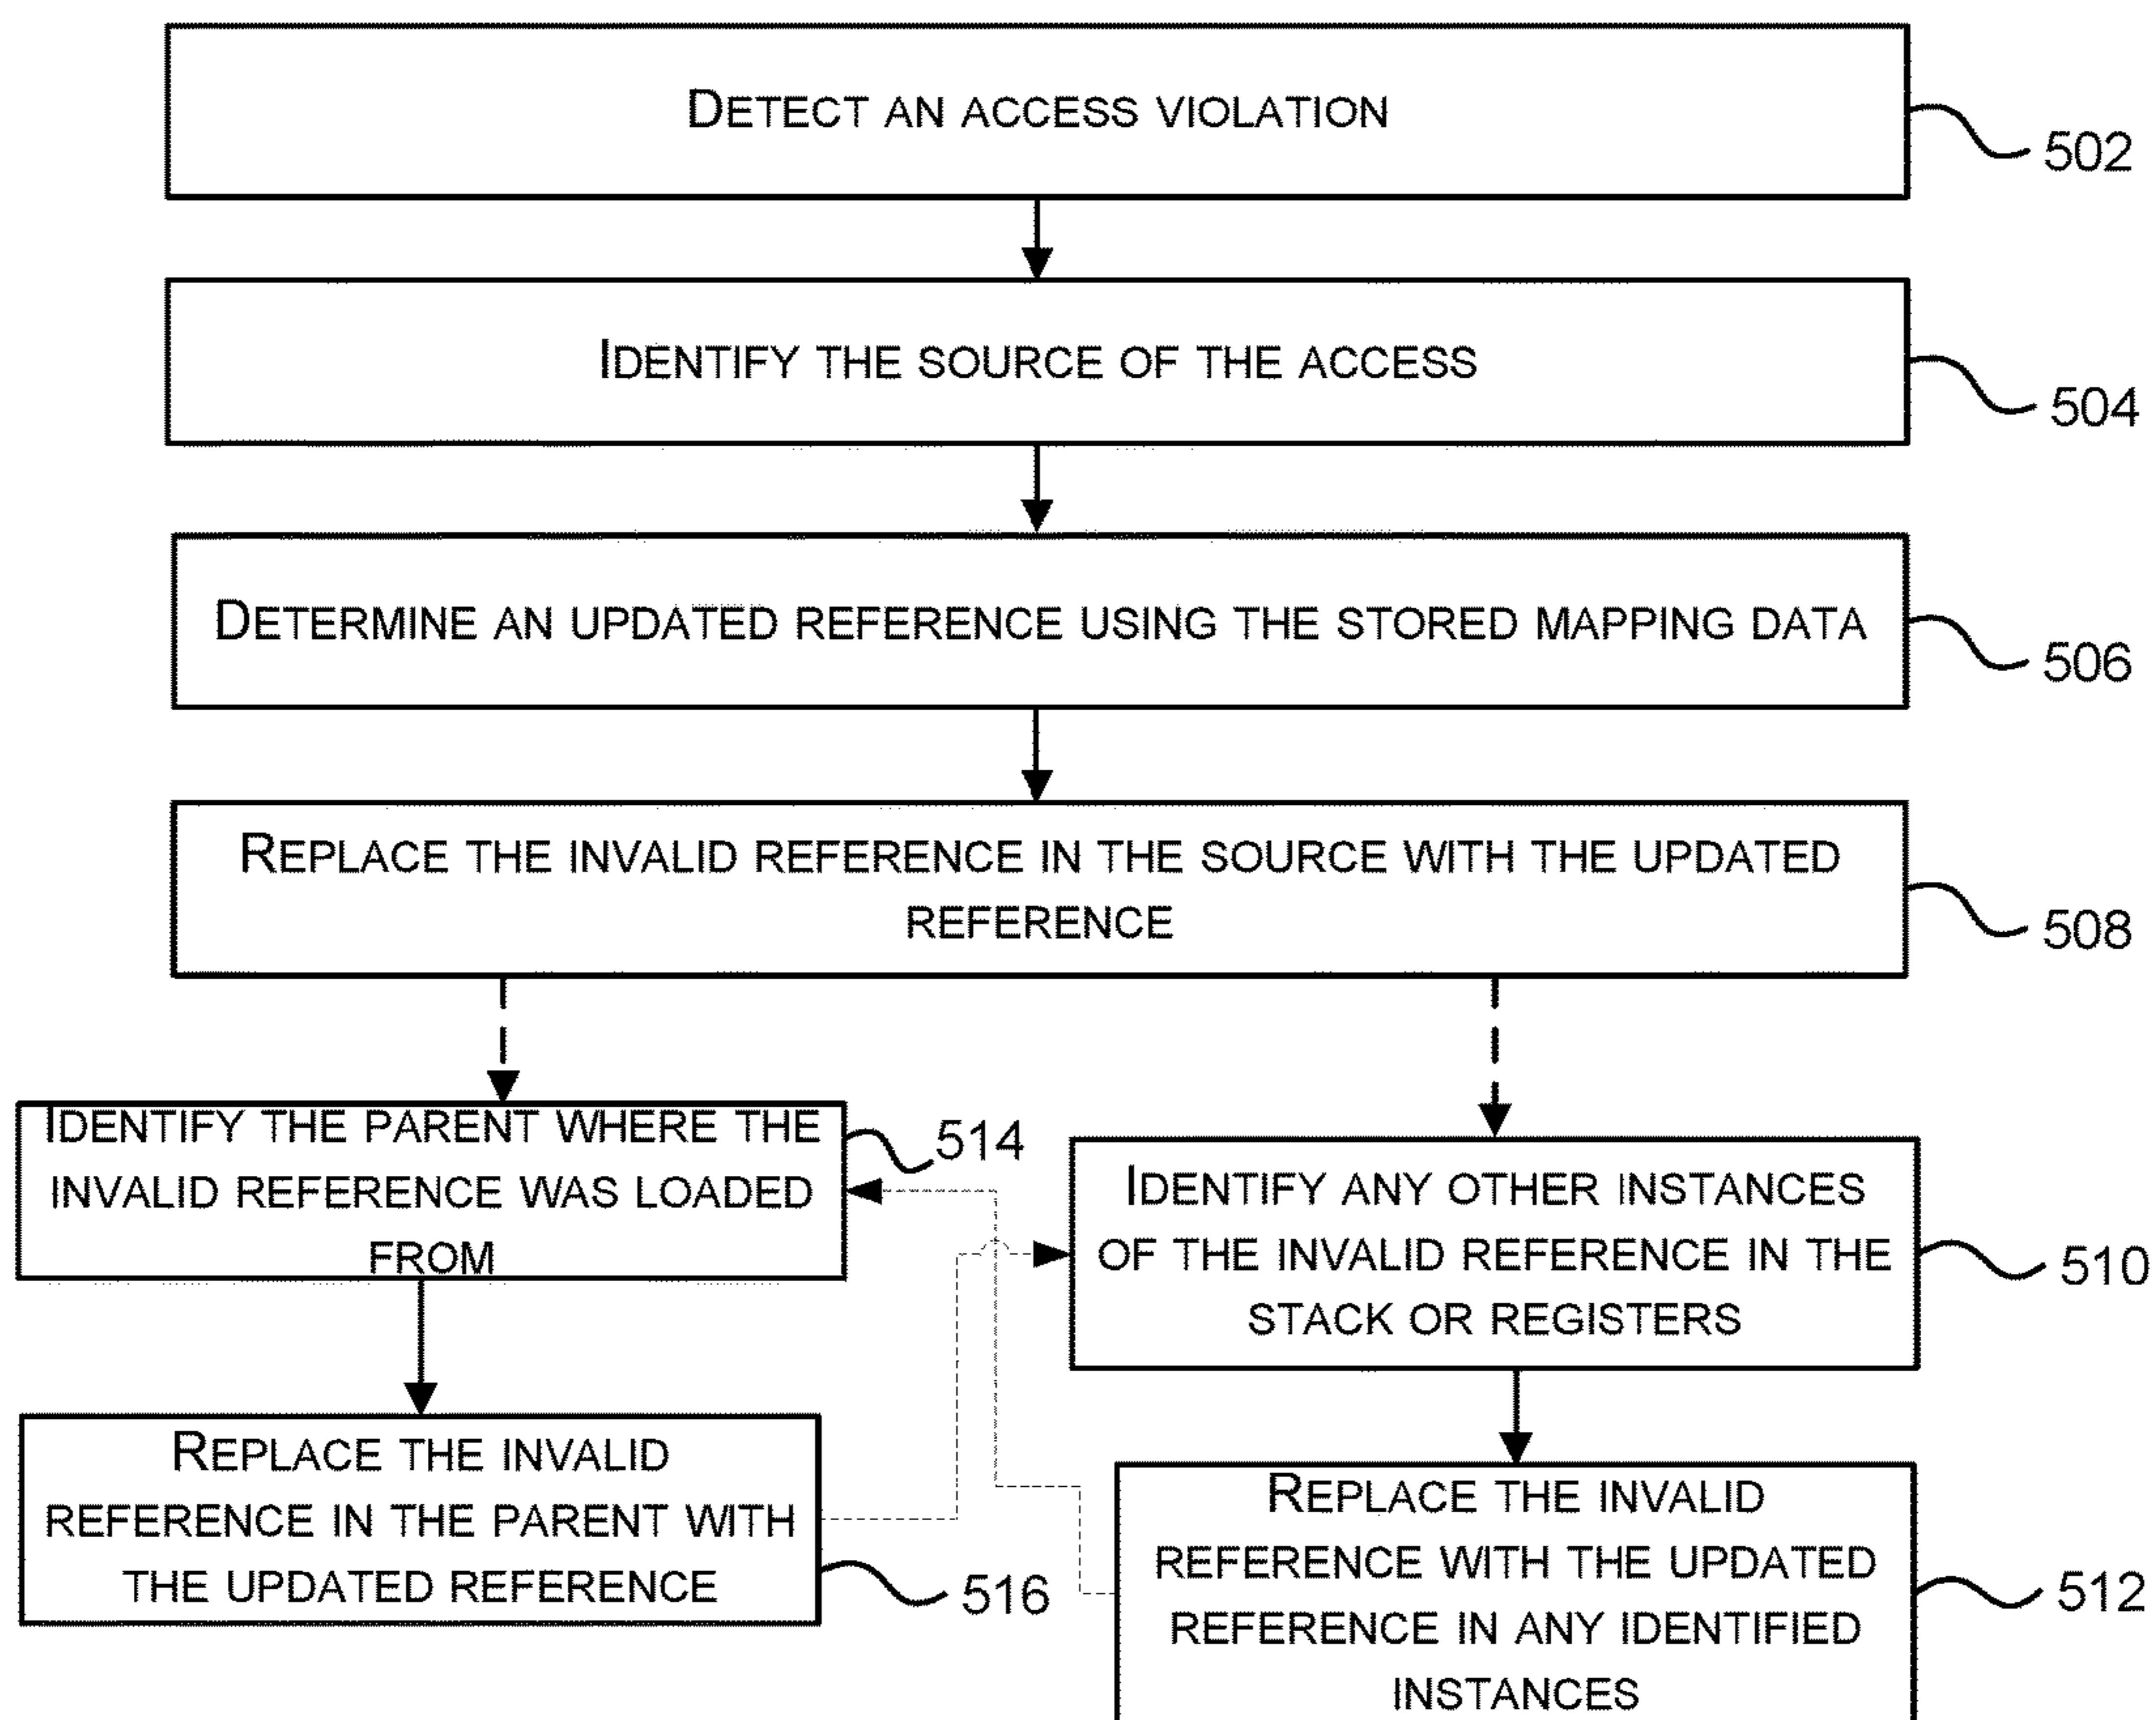 DETECT AN ACCESS VIOLATION
502
IDENTIFY THE SOURCE OF THE ACCESS
504
DETERMINE AN UPDATED REFERENCE USING THE STORED MAPPING DATA
506
REPLACE THE INVALID REFERENCE IN THE SOURCE WITH THE UPDATED
REFERENCE
508
IDENTIFY THE PARENT WHERE THE
INVALID REFERENCE WAS LOADED
FROM
514
IDENTIFY ANY OTHER INSTANCES
OF THE INVALID REFERENCE IN THE
STACK OR REGISTERS
510
REPLACE THE INVALID
REFERENCE IN THE PARENT WITH
THE UPDATED REFERENCE
516
REPLACE THE INVALID
REFERENCE WITH THE UPDATED
REFERENCE IN ANY IDENTIFIED
INSTANCES
512